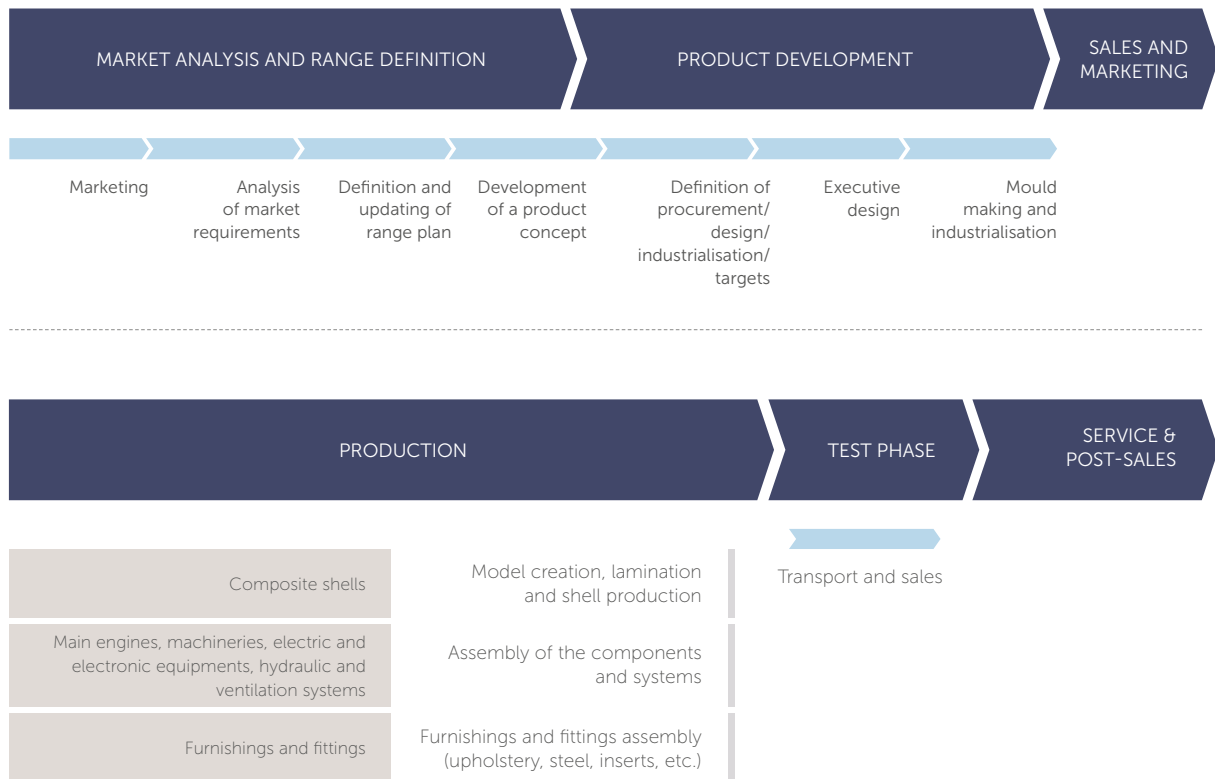 MARKET ANALYSIS AND RANGE DEFINITION
PRODUCT DEVELOPMENT
SALES AND
MARKETING
Marketing
Analysis
of market
requirements
Definition and
updating of
range plan
Development
of a product
concept
Definition of
procurement/
design/
industrialisation/
targets
Executive
design
Mould
making and
industrialisation
PRODUCTION
TEST PHASE
SERVICE &
POST-SALES
Composite shells
Model creation, lamination
and shell production
Transport and sales
Main engines, machineries, electric and
electronic equipments, hydraulic and
ventilation systems
Assembly of the components
and systems
Furnishings and fittings
Furnishings and fittings assembly
(upholstery, steel, inserts, etc.)